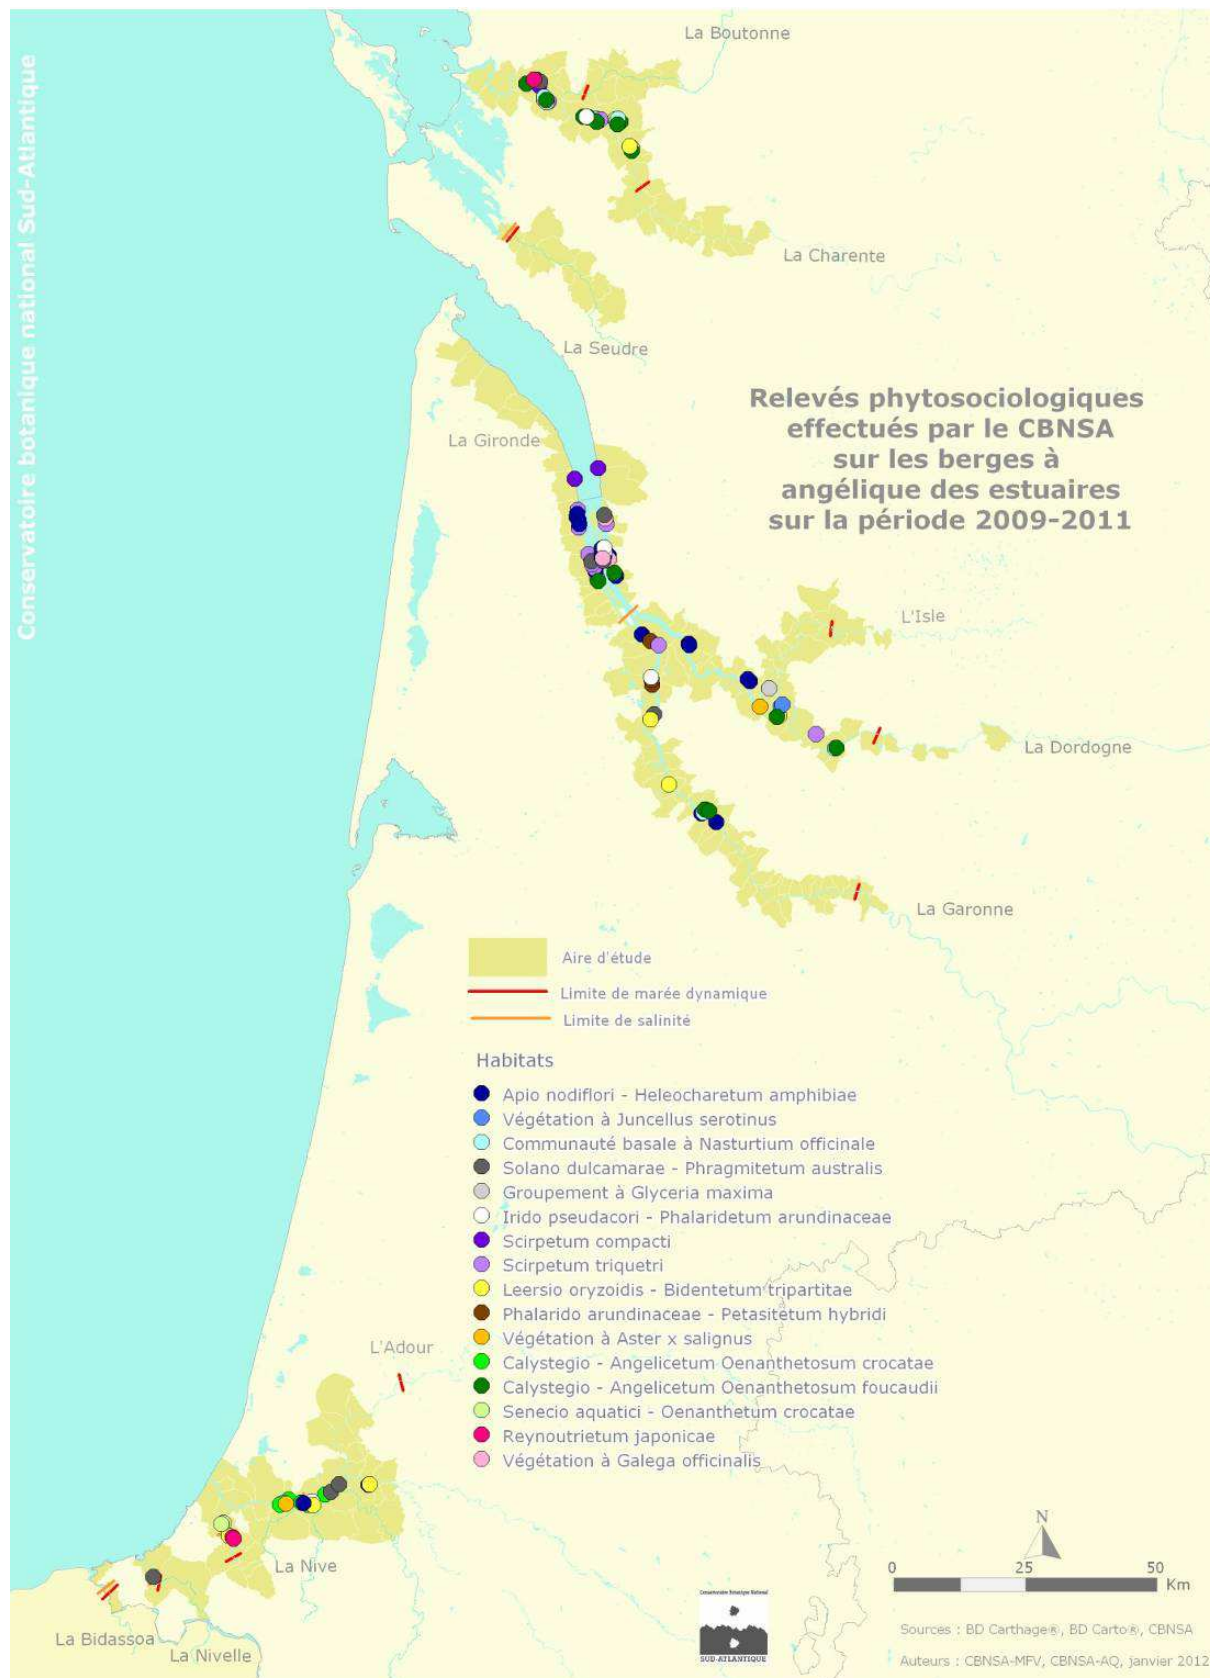 Conservatoire botanique national Sud-Atlantique
La Boutonne
La Charente
La Seudre
Relevés phytosociologiques
effectués par le CBNSA
sur les berges à
angélique des estuaires
sur la période 2009-2011
La Gironde
L'Isle
La Dordogne
La Garonne
Aire d'étude
Limite de marée dynamique
Limite de salinité
Habitats
Apio nodiflori - Heleocharetum amphibiae
Végétation à Juncellus serotinus
Communauté basale à Nasturtium officinale
Solano dulcamarae - Phragmitetum australis
Groupement à Glyceria maxima
Irido pseudacori - Phalaridetum arundinaceae
Scirpetum compacti
Scirpetum triquetri
Leersio oryzoidis - Bidentetum tripartitae
Phalarido arundinaceae - Petasitetum hybridi
Végétation à Aster x salignus
Calystegio - Angelicetum Oenanthetosum crocatae
Calystegio - Angelicetum Oenanthetosum foucaudii
Senecio aquatici - Oenanthetum crocatae
Reynoutrietum japonicae
Végétation à Galega officinalis
L'Adour
La Nive
La Bidassoa
La Nivelle
N
0 25 50
Km
Conservatoire Botanique National
SUD-ATLANTIQUE
Sources : BD Carthage®, BD Carto®, CBNSA
Auteurs : CBNSA-MFV, CBNSA-AQ, janvier 2012